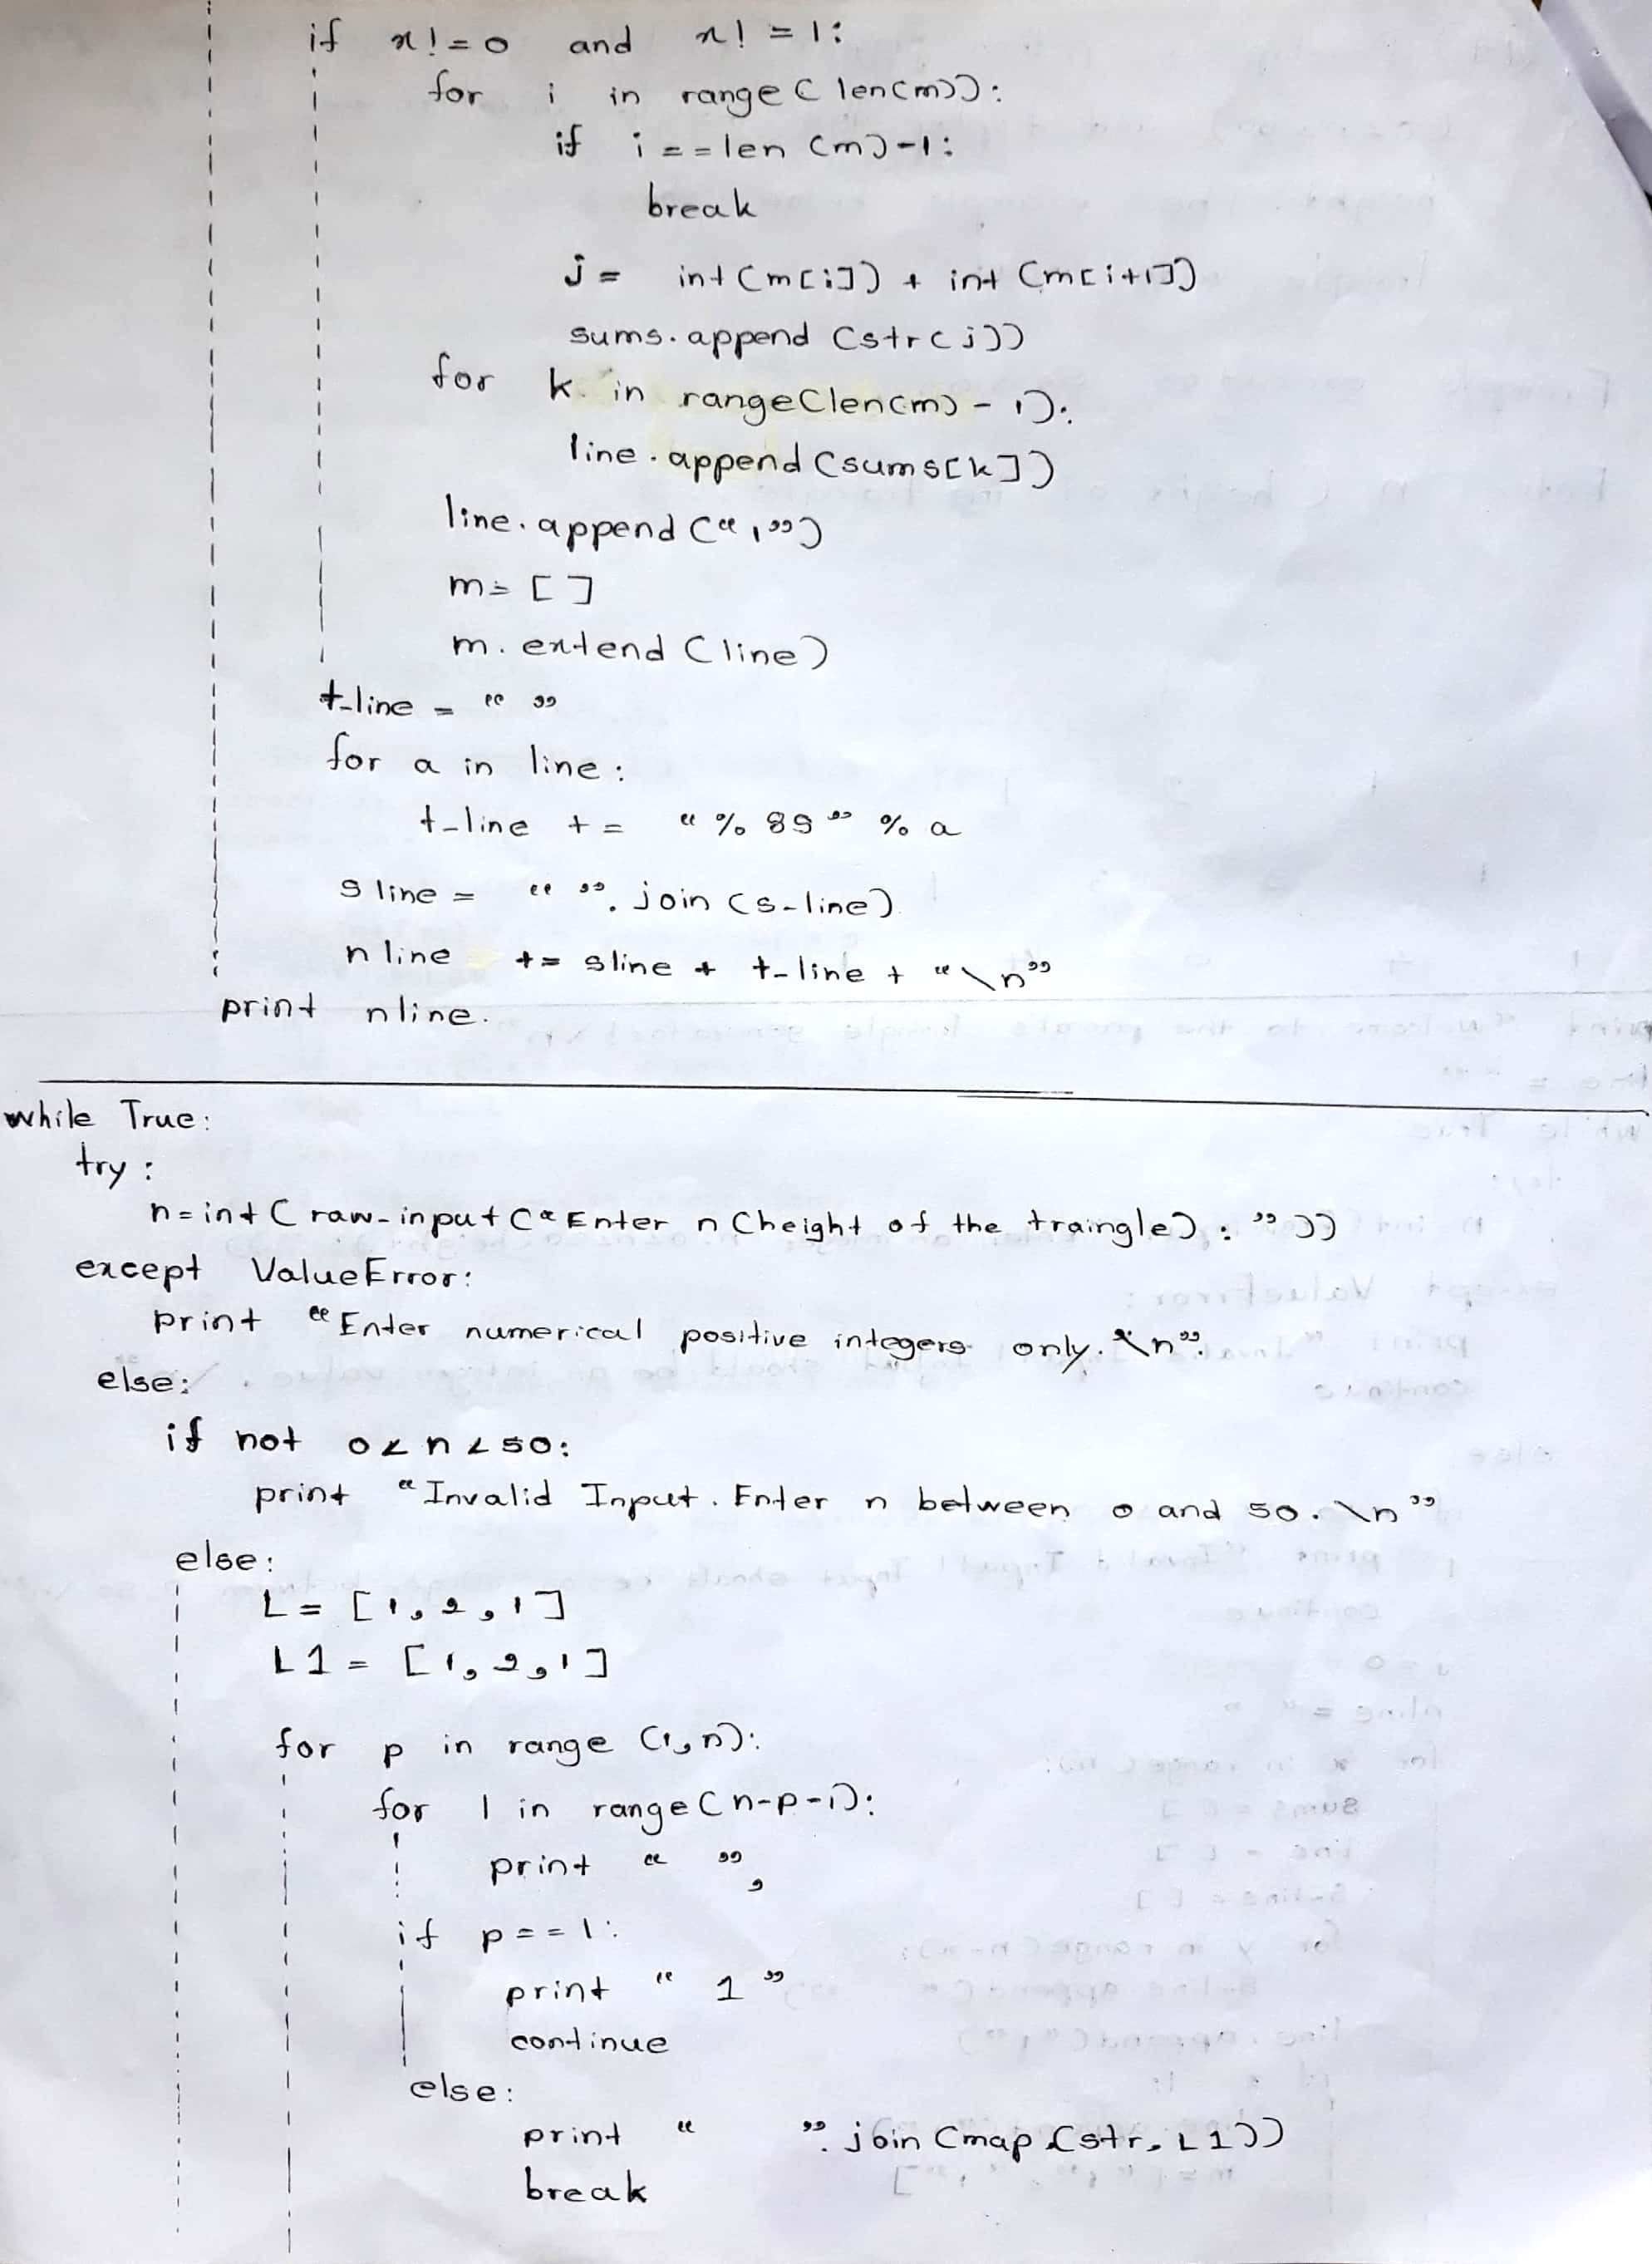 if x!=0 and x!=1:
for i in range(len(m)):
if i==len(m)-1:
break
j= int(m[i]) + int(m[i+1])
sums.append(str(j))
for k in range(len(m)-1):
line.append(sums[k])
line.append("1")
m=[]
m.extend(line)
t_line = " "
for a in line:
t_line += "%8s" % a
sline = " ".join(s_line)
nline += sline + t_line + "\n"
print nline.
while True:
try:
n=int(raw_input("Enter n (height of the traingle): "))
except ValueError:
print "Enter numerical positive integers only. \n".
else:
if not 0<n<50:
print "Invalid Input. Enter n between 0 and 50. \n"
else:
L=[1,2,1]
L1=[1,2,1]
for p in range(1,n):
for l in range(n-p-1):
print " ",
if p==1:
print " 1 "
continue
else:
print " ".join(map(str,L1))
break